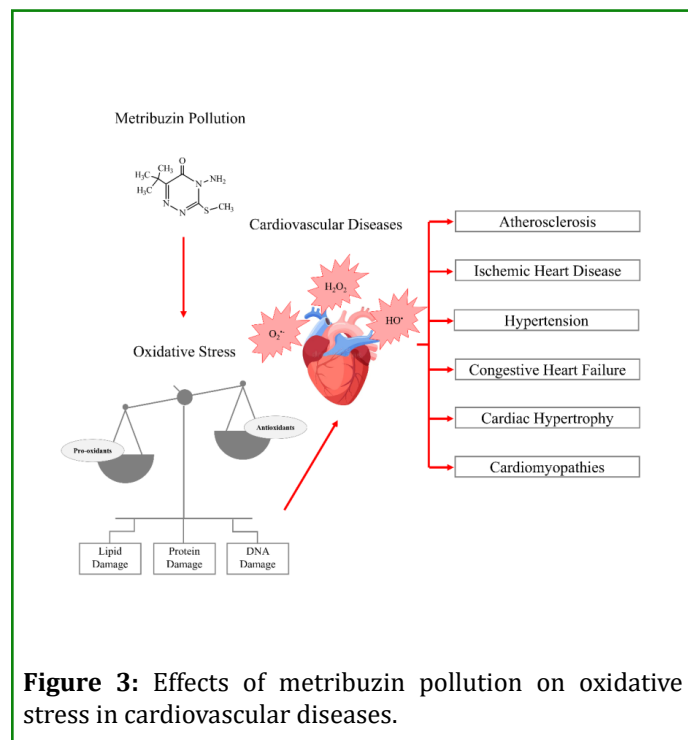 Metribuzin Pollution
O
CH₃
H₃C
H₃C
C
N
NH₂
N
N
S
CH₃
Cardiovascular Diseases
H₂O₂
O₂•-
HO•
Oxidative Stress
Pro-oxidants
Antioxidants
Lipid
Damage
Protein
Damage
DNA
Damage
Atherosclerosis
Ischemic Heart Disease
Hypertension
Congestive Heart Failure
Cardiac Hypertrophy
Cardiomyopathies
Figure 3: Effects of metribuzin pollution on oxidative
stress in cardiovascular diseases.